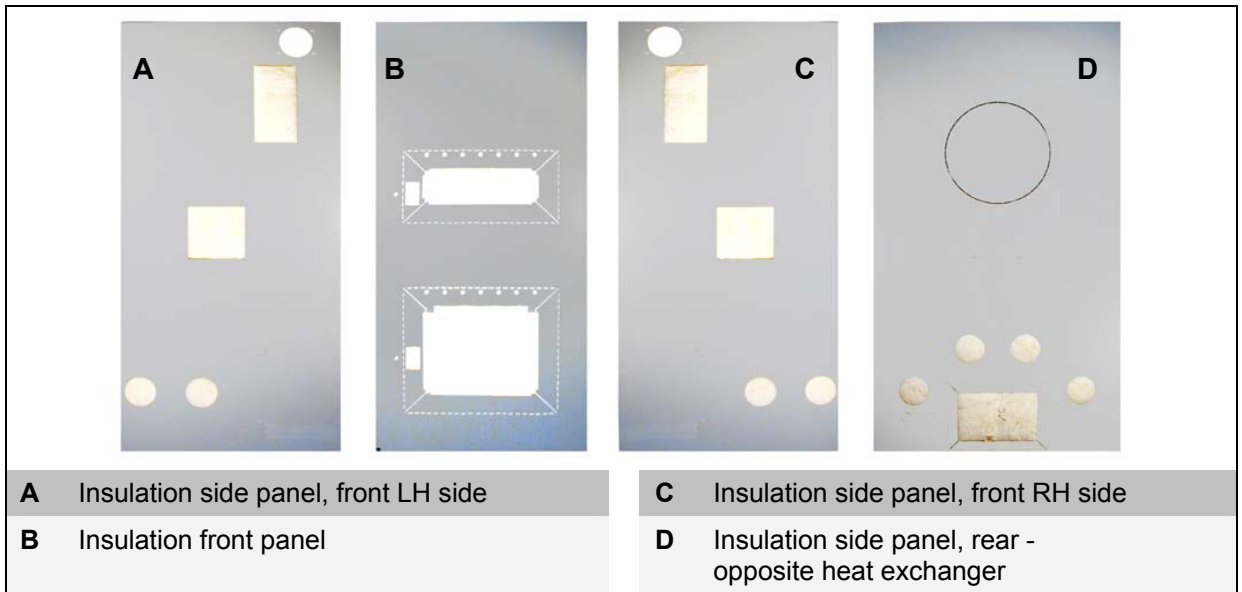 A
B
C
D
A Insulation side panel, front LH side
B Insulation front panel
C Insulation side panel, front RH side
D Insulation side panel, rear -
opposite heat exchanger